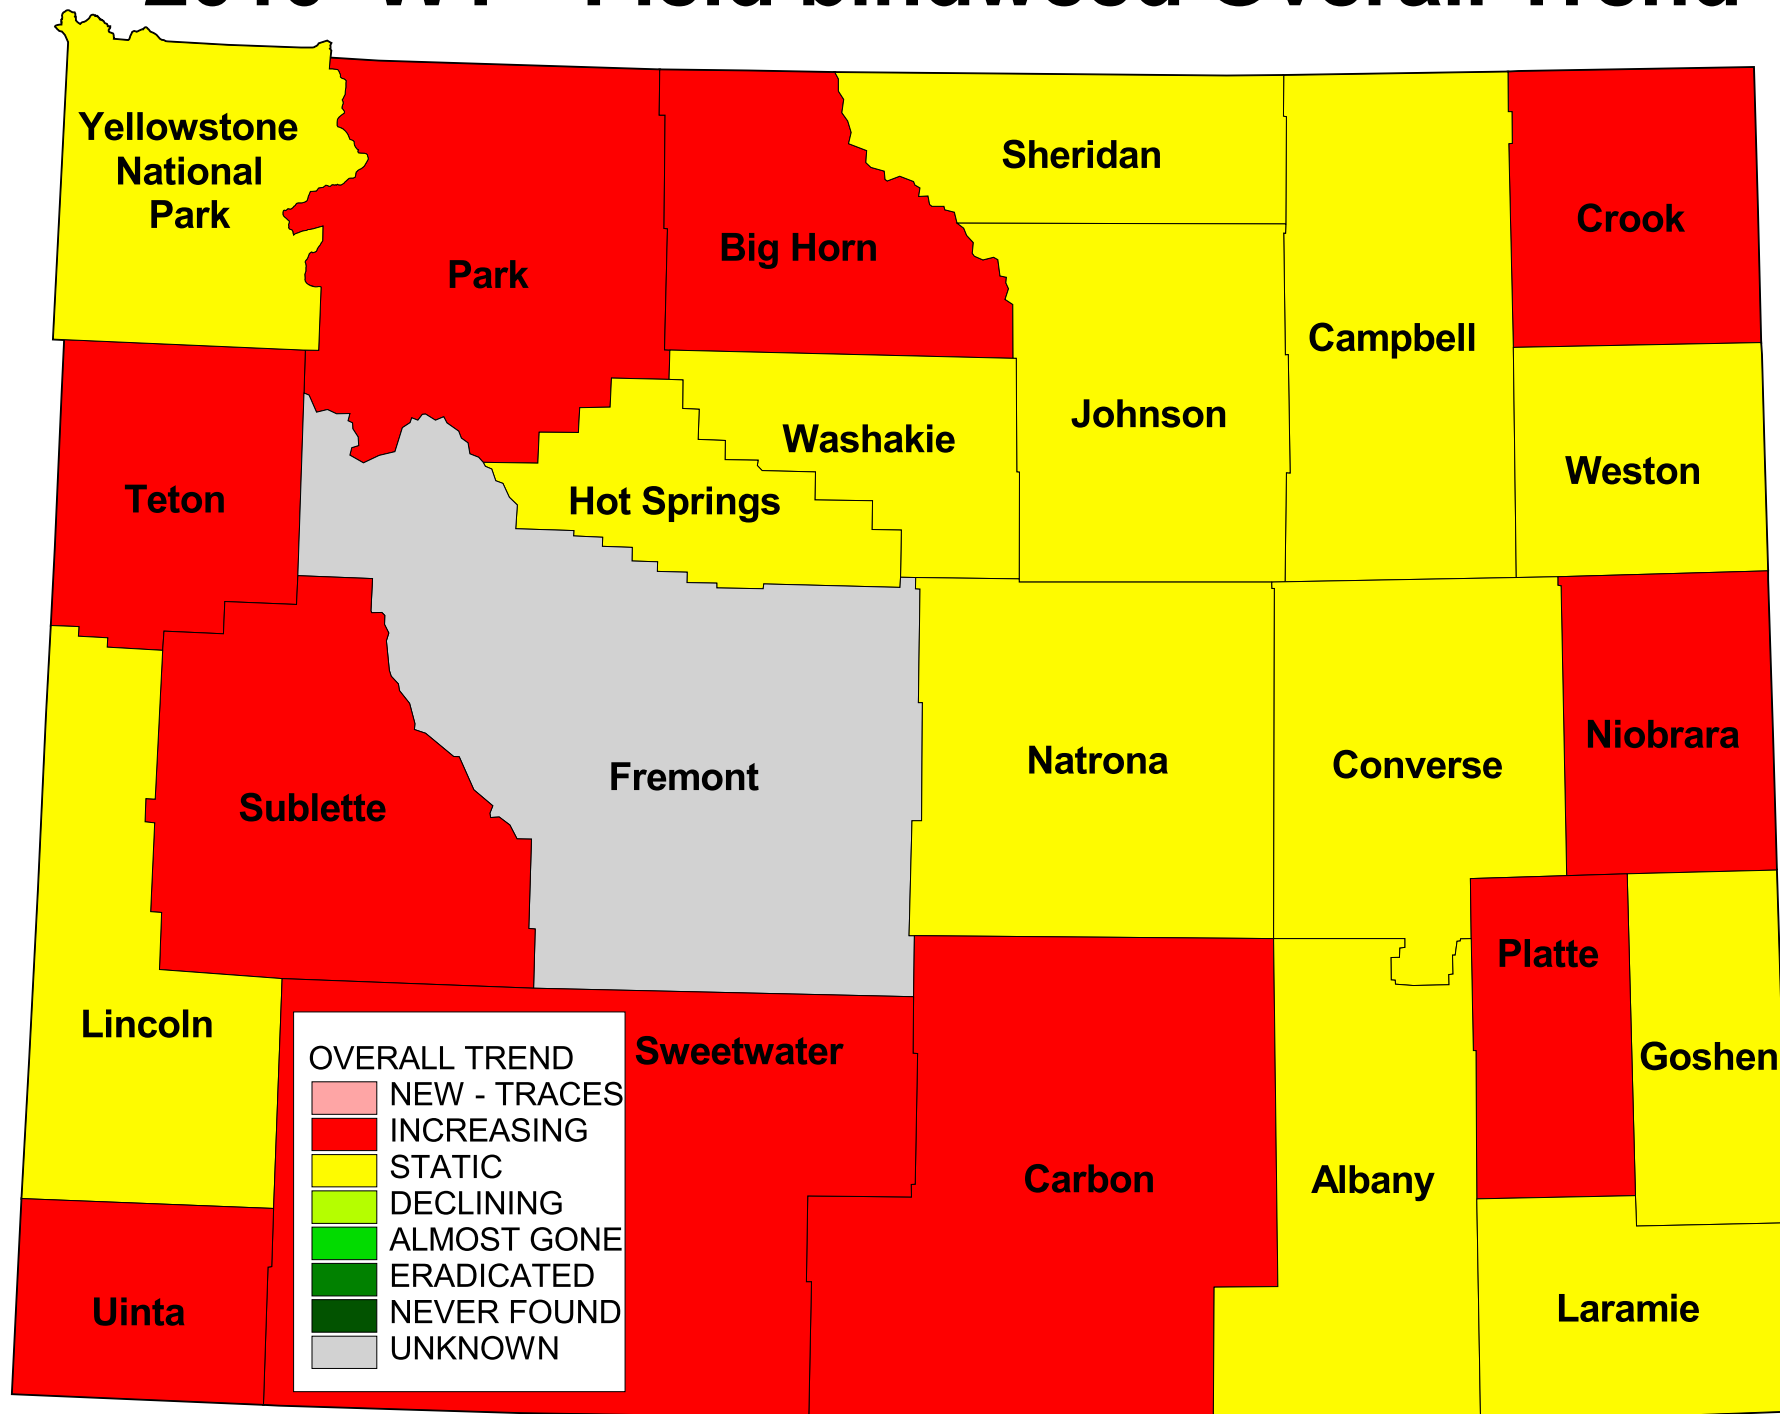 Yellowstone
National
Park
Park
Big Horn
Sheridan
Campbell
Crook
Johnson
Washakie
Weston
Hot Springs
Teton
Fremont
Natrona
Converse
Niobrara
Sublette
Platte
Lincoln
Sweetwater
Goshen
Carbon
Albany
Uinta
Laramie
OVERALL TREND
NEW - TRACES
INCREASING
STATIC
DECLINING
ALMOST GONE
ERADICATED
NEVER FOUND
UNKNOWN